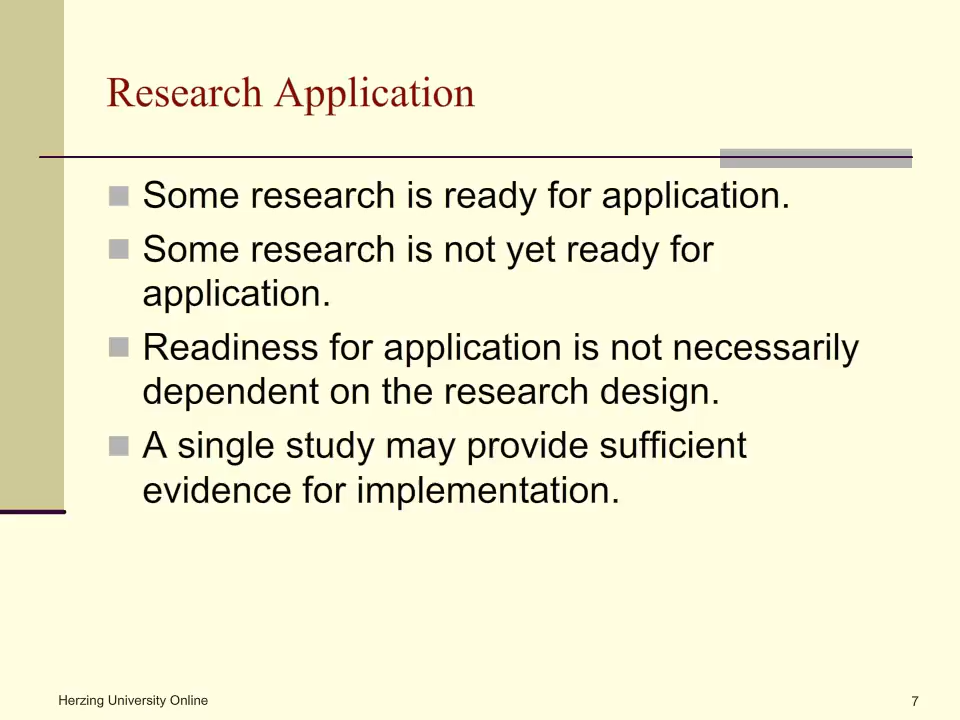 Research Application
Some research is ready for application.
Some research is not yet ready for
application.
Readiness for application is not necessarily
dependent on the research design.
A single study may provide sufficient
evidence for implementation.
Herzing University Online
7